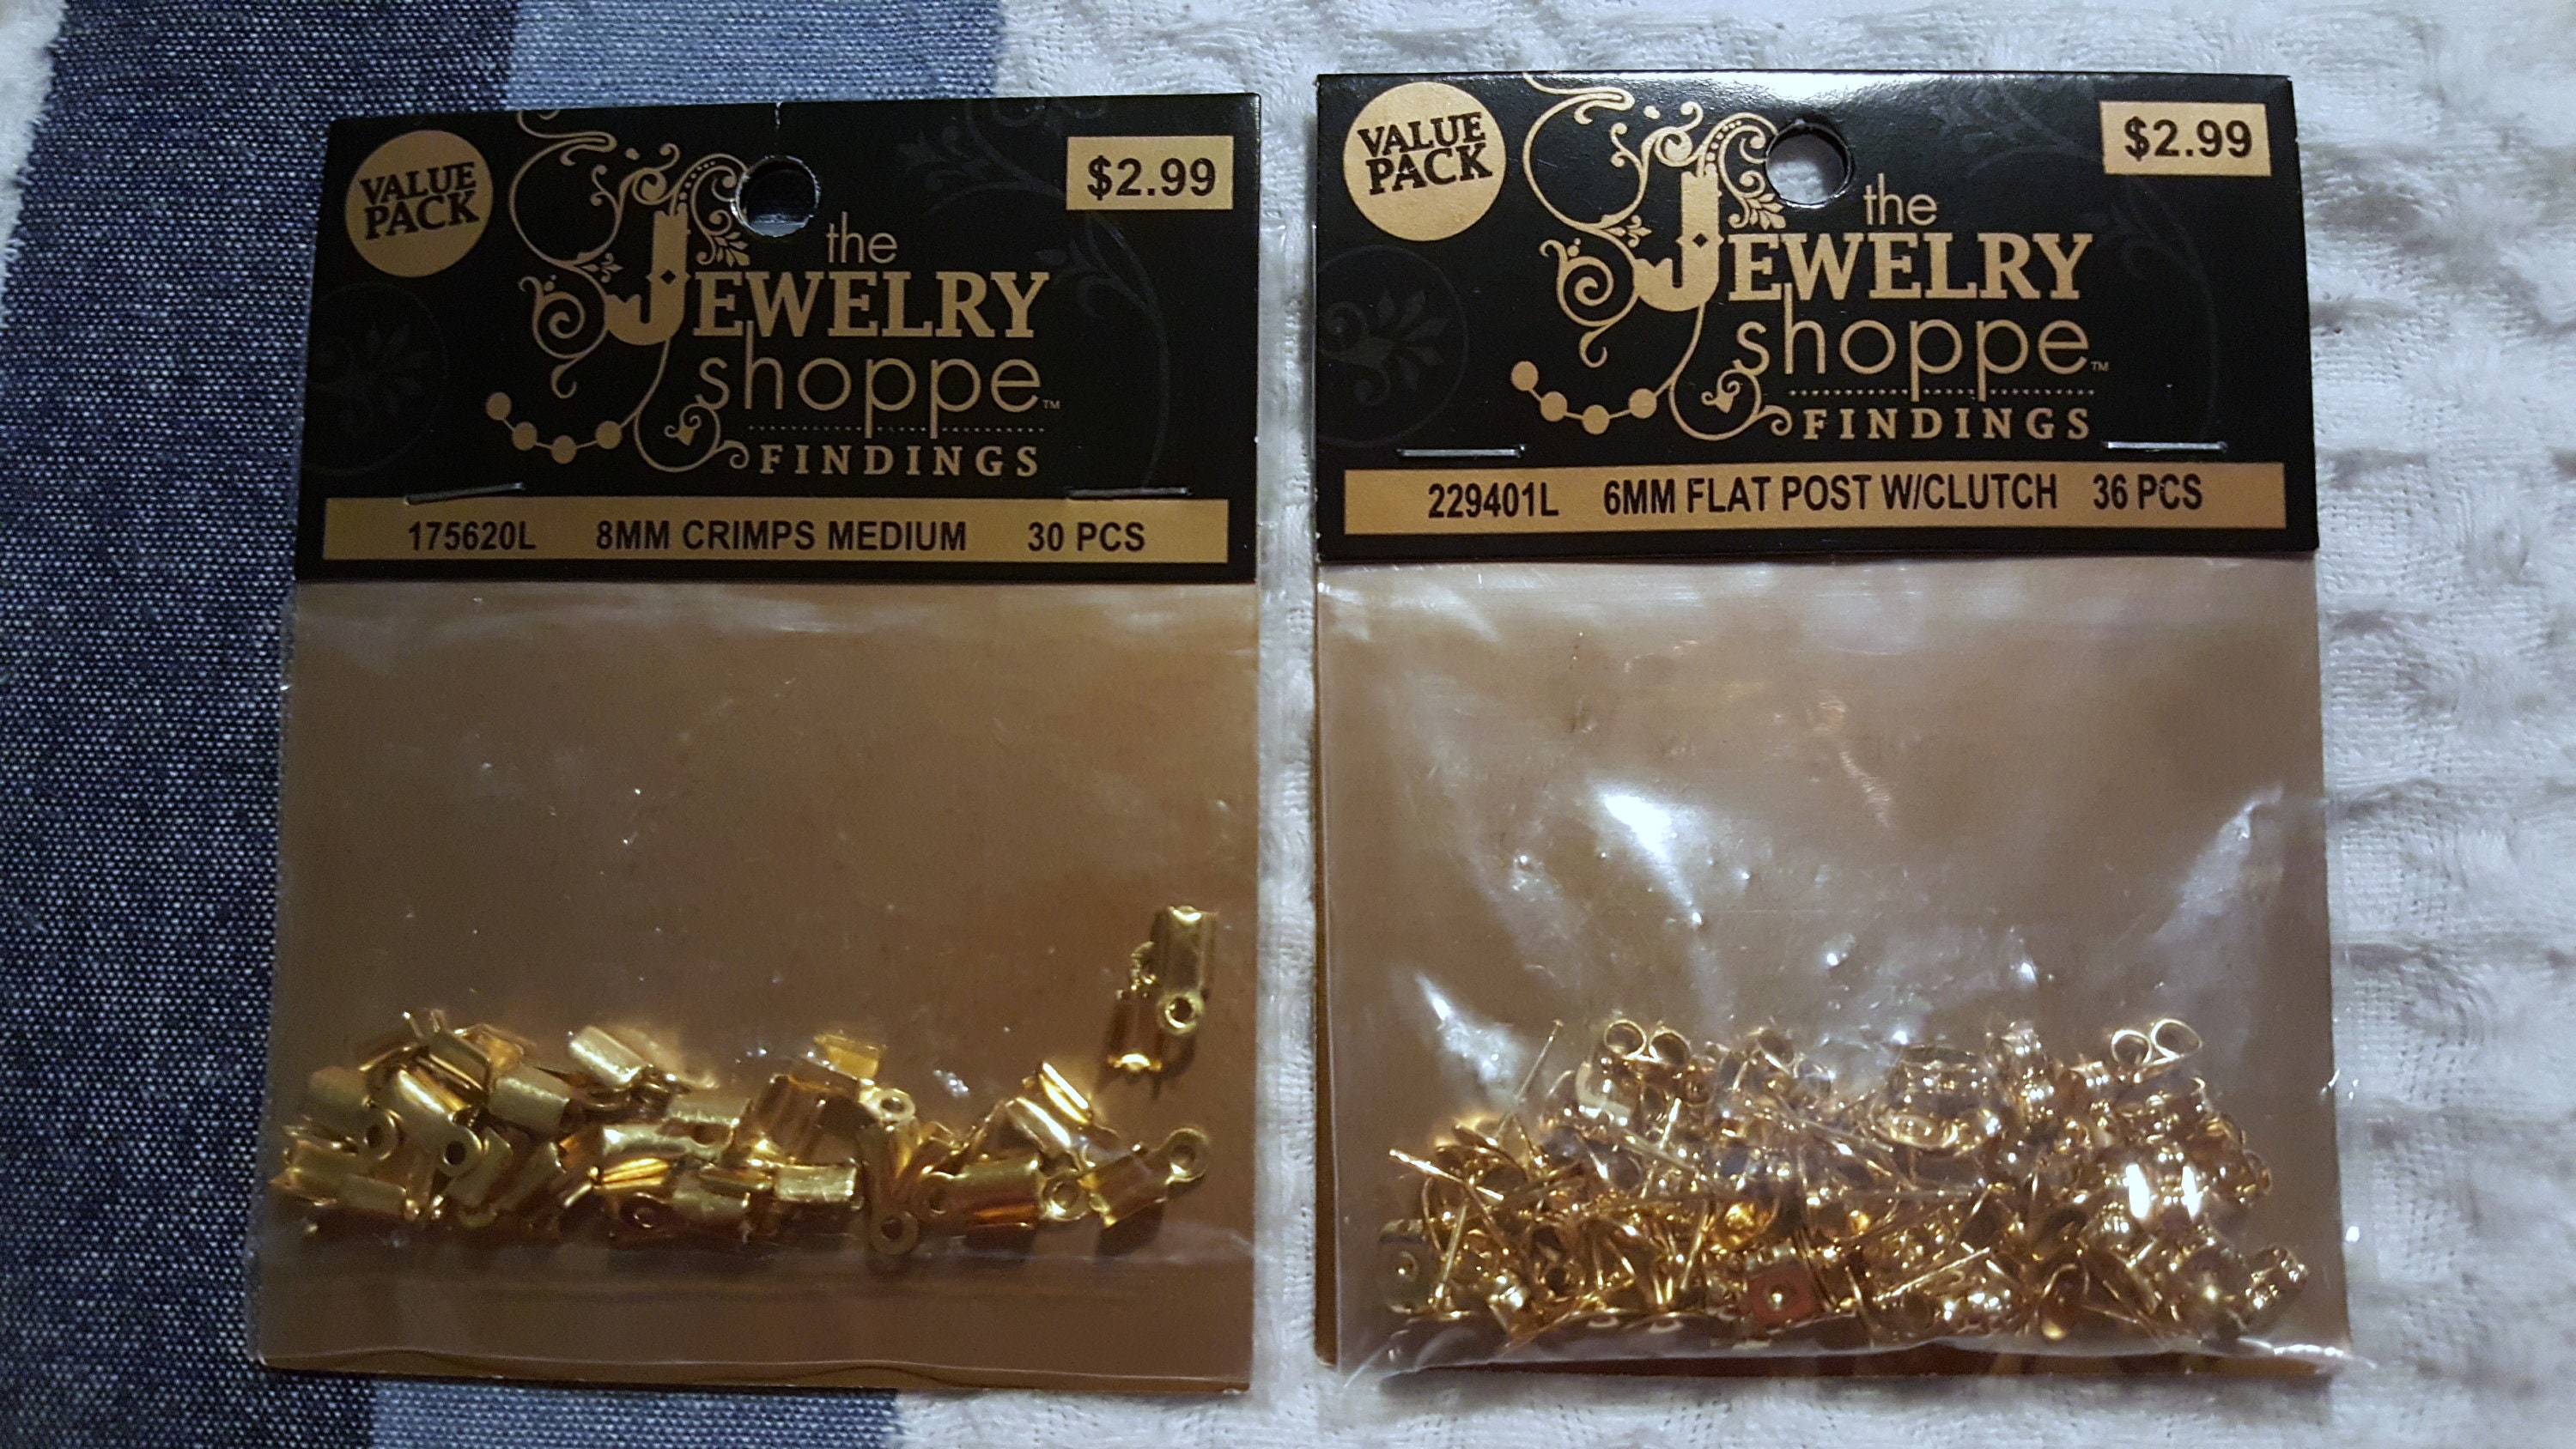 VALUE
PACK
$2.99
the
JEWELRY
shoppe™
FINDINGS
175620L 8MM CRIMPS MEDIUM 30 PCS
VALUE
PACK
$2.99
the
JEWELRY
shoppe™
FINDINGS
229401L 6MM FLAT POST W/CLUTCH 36 PCS